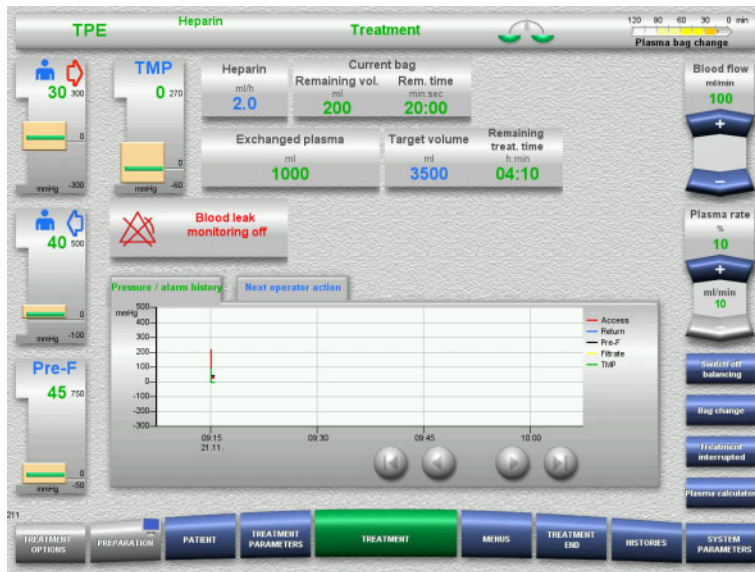 TPE
Heparin
Treatment
120 90 60 30 0 min
Plasma bag change
30
300
0
-300
mmHg
TMP
0
270
0
-60
mmHg
Heparin
ml/h
2.0
Current bag
Remaining vol. Rem. time
ml min:sec
200 20:00
Exchanged plasma
ml
1000
Target volume
ml
3500
Remaining
treat. time
h:min
04:10
Blood flow
ml/min
100
+
−
40
500
0
-100
mmHg
Blood leak
monitoring off
Plasma rate
%
10
+
ml/min
10
−
Pressure / alarm history
Next operator action
mmHg
500
400
300
200
100
0
-100
-200
-300
09:15 09:30 09:45 10:00
21.11.
Access
Return
Pre-F
Filtrate
TMP
Pre-F
45
750
0
-50
mmHg
Switch off
balancing
Bag change
Treatment
interrupted
Plasma calculator
211
TREATMENT
OPTIONS
PREPARATION
PATIENT
TREATMENT
PARAMETERS
TREATMENT
MENUS
TREATMENT
END
HISTORIES
SYSTEM
PARAMETERS